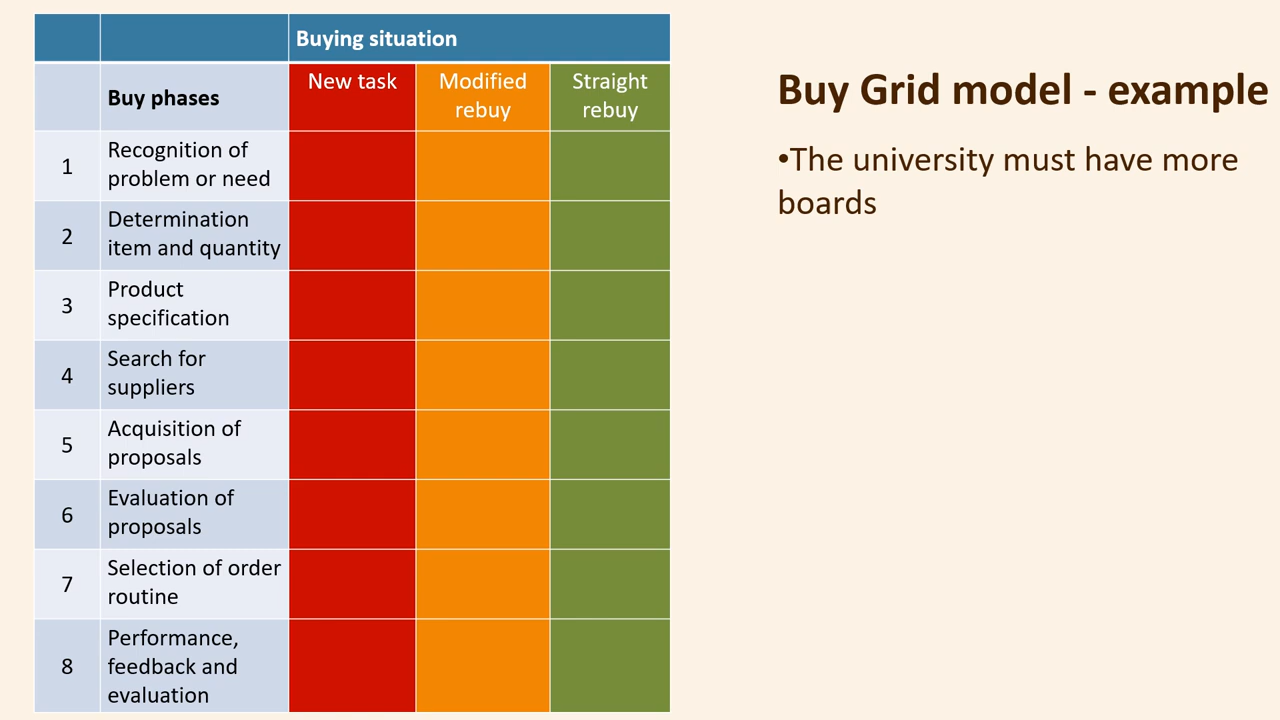 Buying situation
Buy phases
New task
Modified
rebuy
Straight
rebuy
1
Recognition of
problem or need
2
Determination
item and quantity
3
Product
specification
4
Search for
suppliers
5
Acquisition of
proposals
6
Evaluation of
proposals
7
Selection of order
routine
8
Performance,
feedback and
evaluation
Buy Grid model - example
•The university must have more
boards